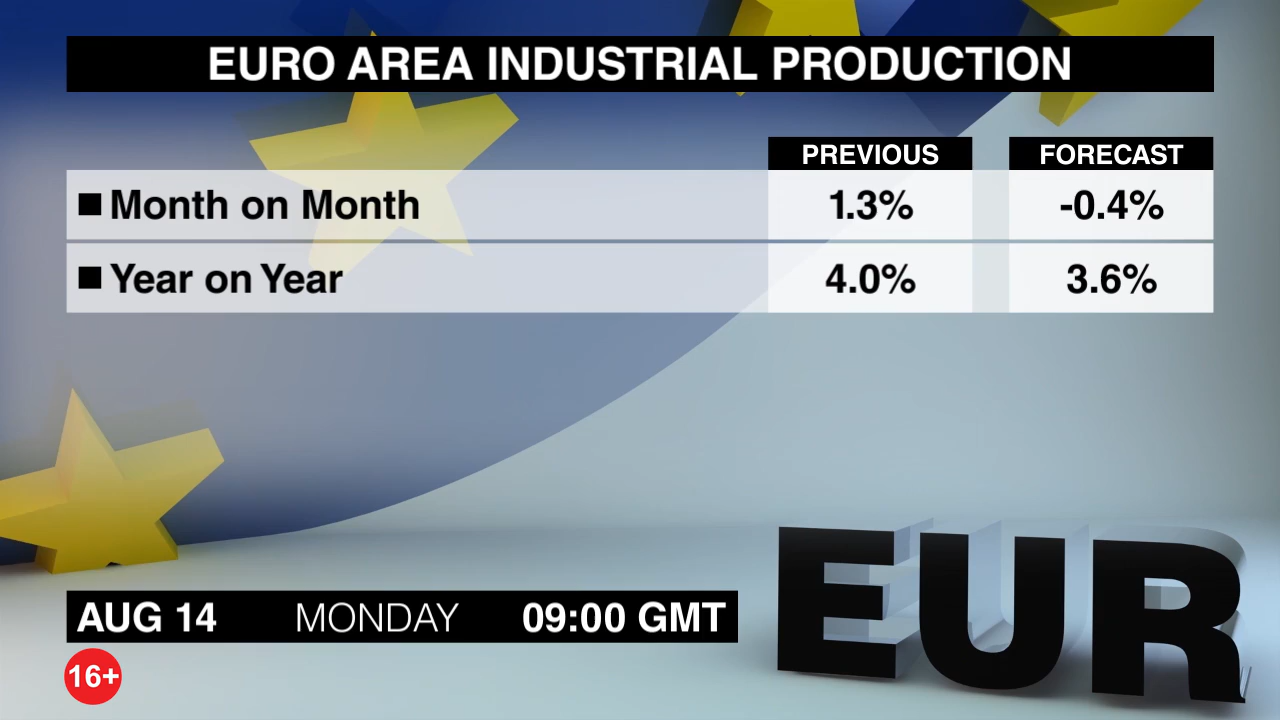 EURO AREA INDUSTRIAL PRODUCTION
PREVIOUS FORECAST
Month on Month 1.3% -0.4%
Year on Year 4.0% 3.6%
AUG 14 MONDAY 09:00 GMT
16+
EUR